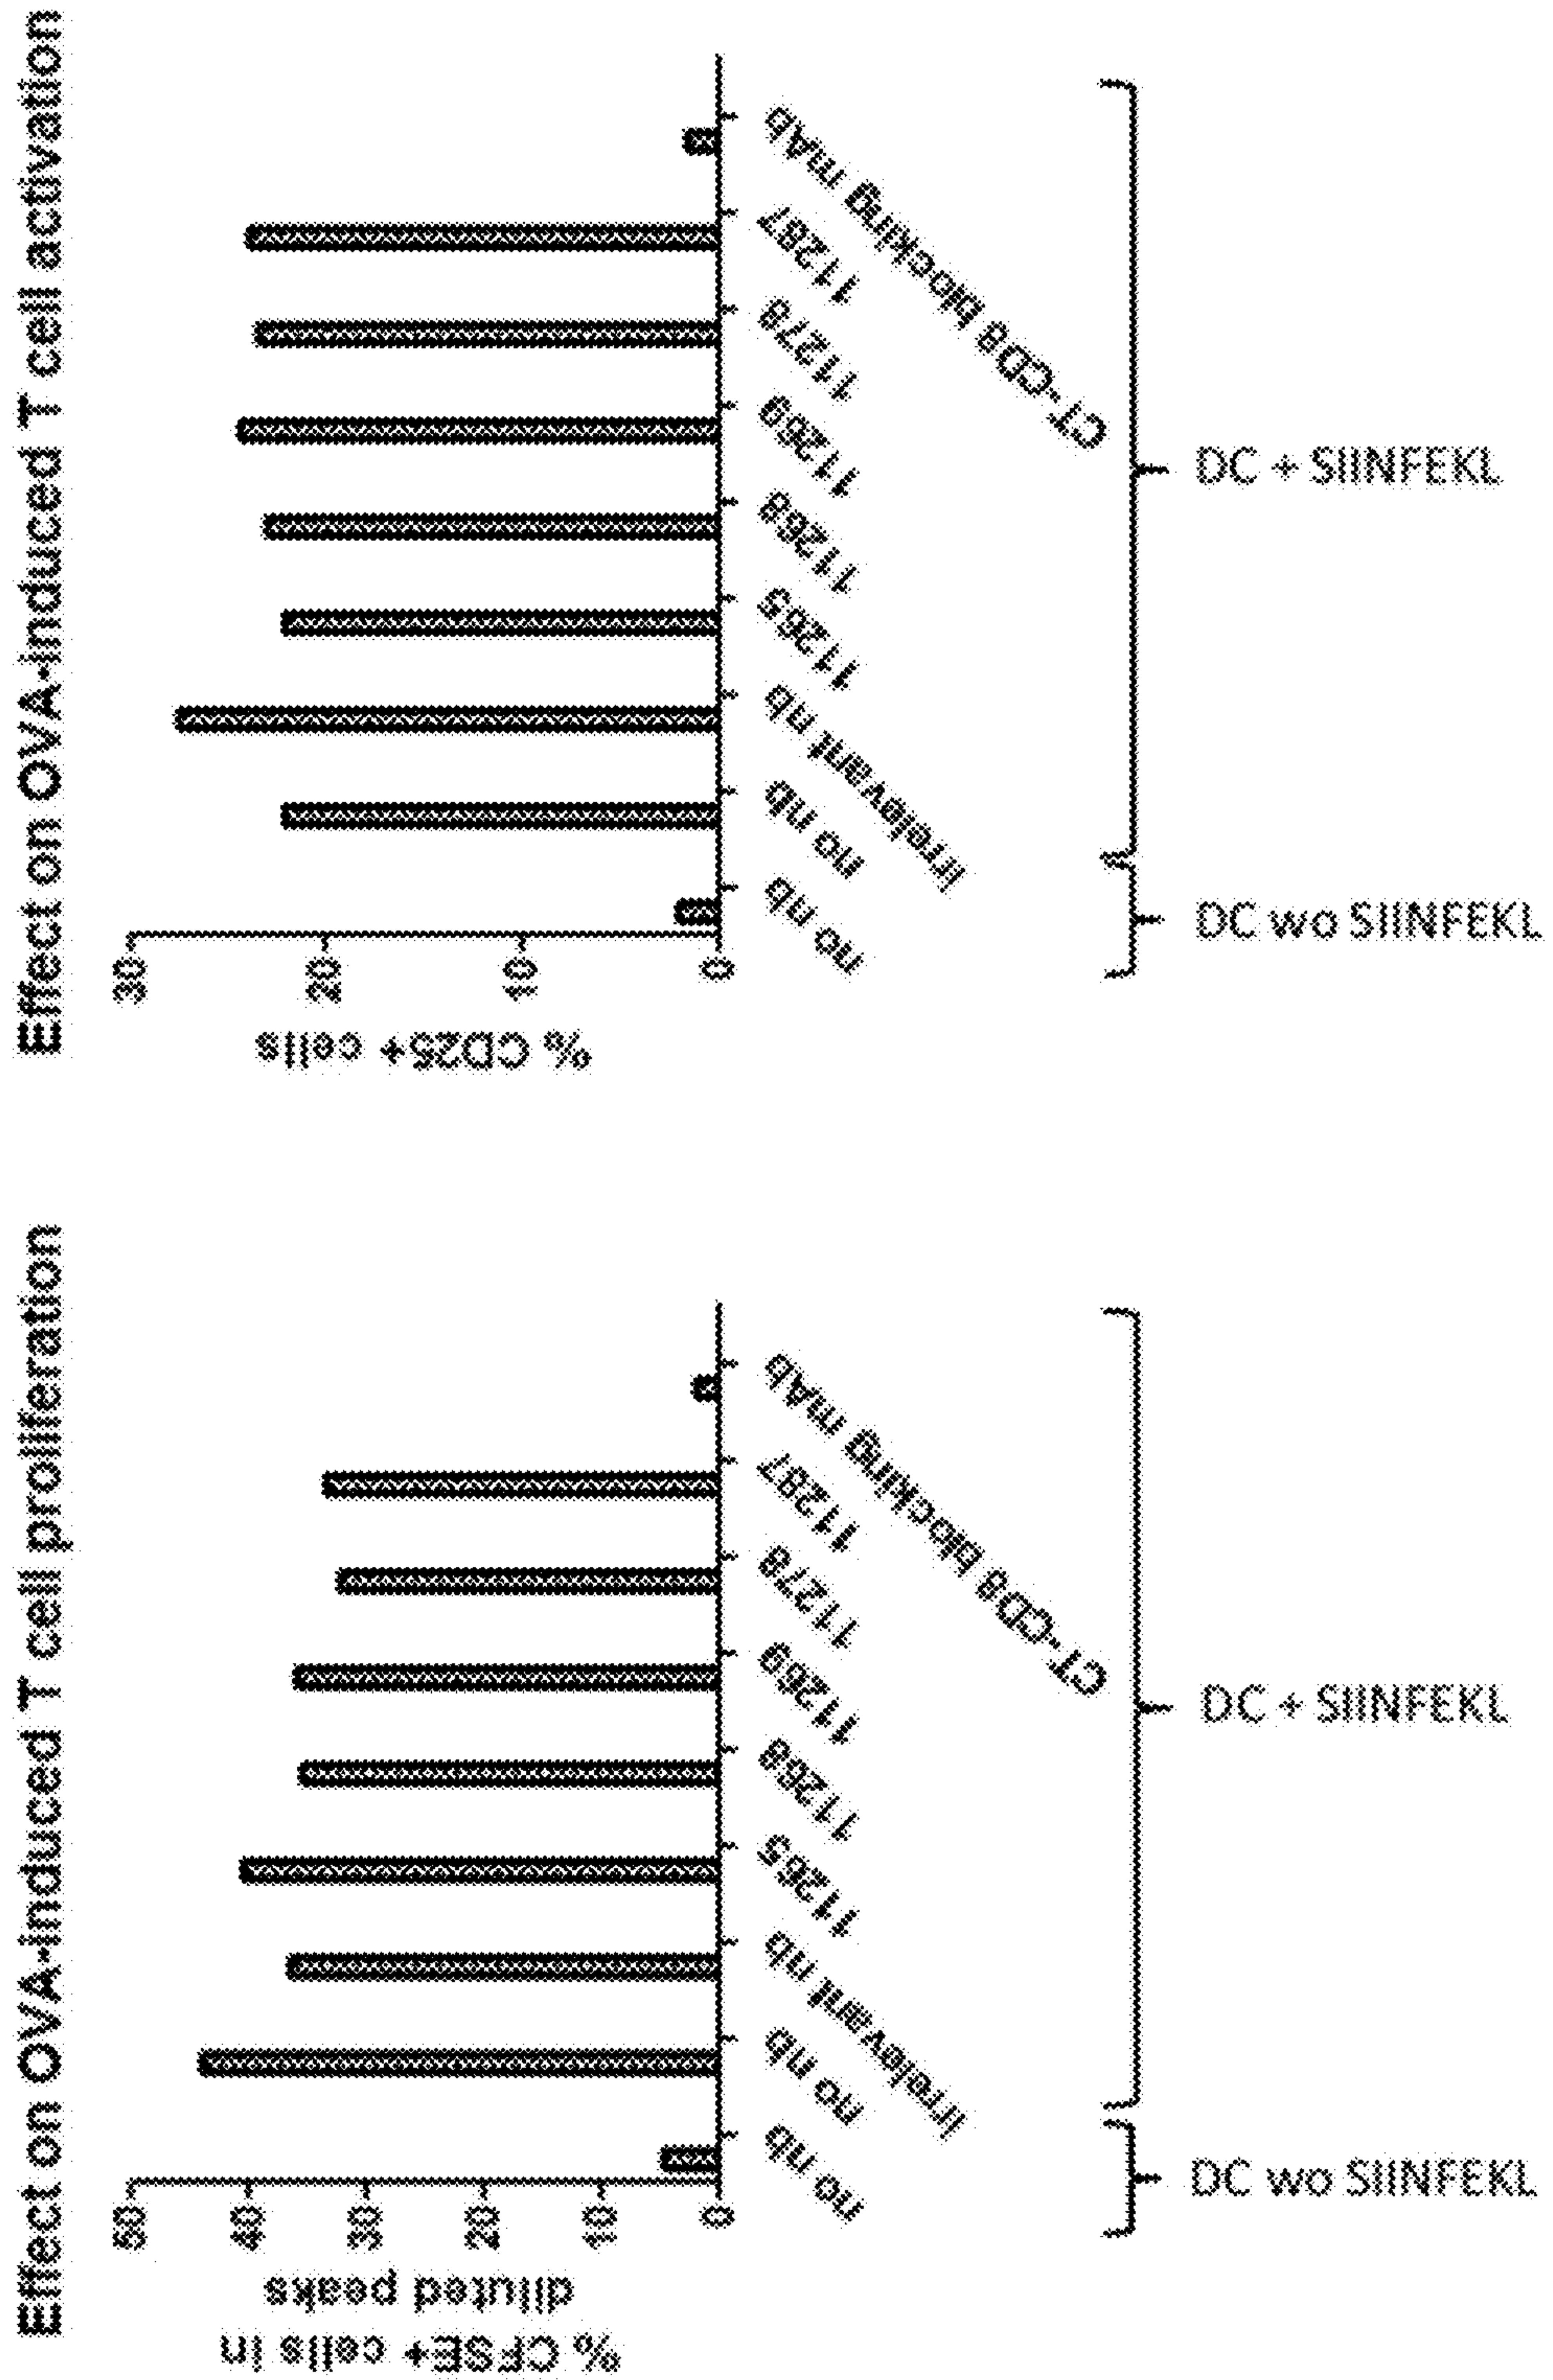 Effect on OVA-induced T cell proliferation
% CFSE+ cells in
diluted peaks
50
40
30
20
10
0
no nb
no nb
Irrelevant nb
11265
11268
11269
11278
11287
CT-CD8 blocking mAb
DC wo SIINFEKL
DC + SIINFEKL
Effect on OVA-induced T cell activation
% CD25+ cells
30
20
10
0
no nb
no nb
Irrelevant nb
11265
11268
11269
11278
11287
CT-CD8 blocking mAb
DC wo SIINFEKL
DC + SIINFEKL